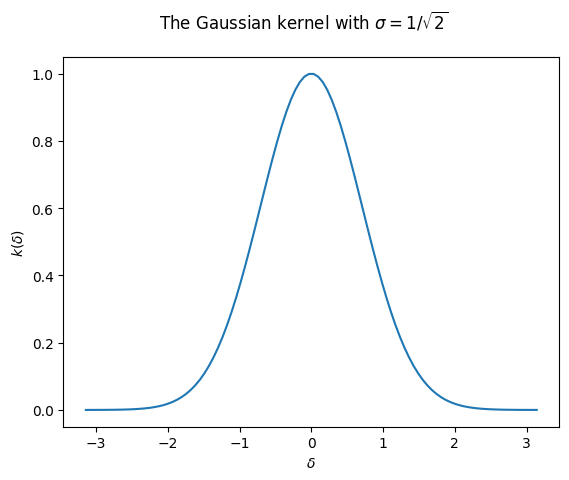 The Gaussian kernel with σ = 1/√2
1.0
0.8
0.6
0.4
0.2
0.0
k(δ)
−3 −2 −1 0 1 2 3
δ